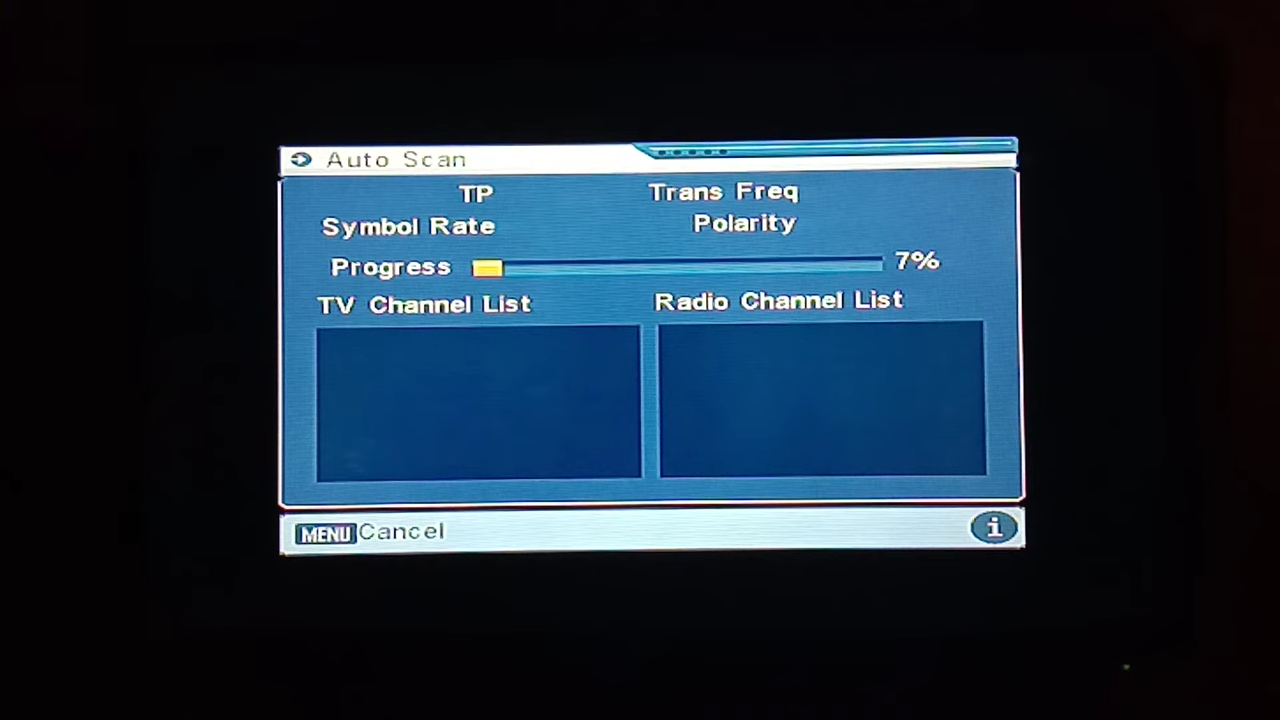 Auto Scan
TP Trans Freq
Symbol Rate Polarity
Progress 7%
TV Channel List Radio Channel List
MENU Cancel i